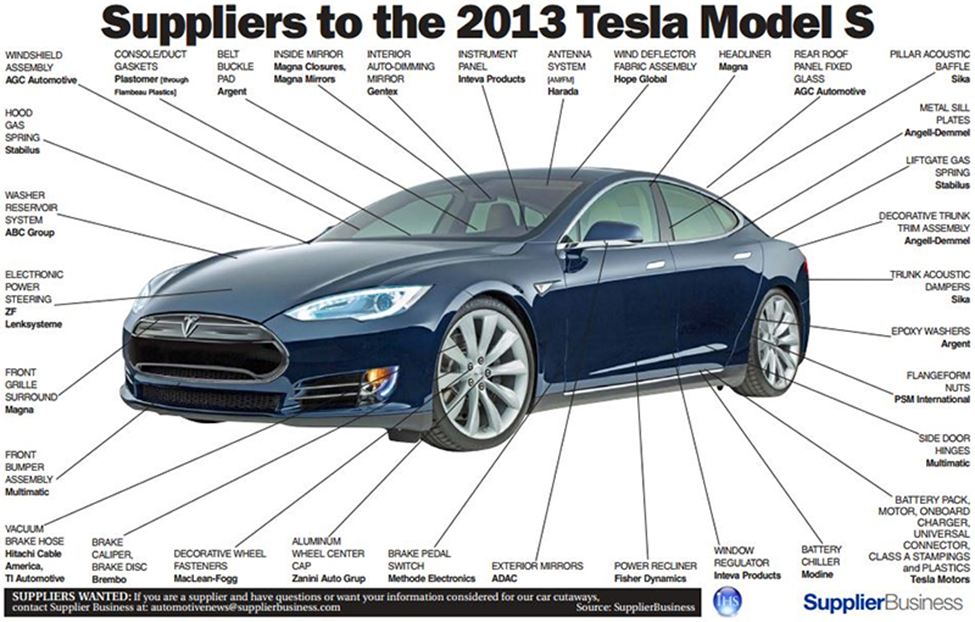 Suppliers to the 2013 Tesla Model S
WINDSHIELD
ASSEMBLY
AGC Automotive
CONSOLE/DUCT
GASKETS
Plastomer [through
Flambeau Plastics]
BELT
BUCKLE
PAD
Argent
INSIDE MIRROR
Magna Closures,
Magna Mirrors
INTERIOR
AUTO-DIMMING
MIRROR
Gentex
INSTRUMENT
PANEL
Inteva Products
ANTENNA
SYSTEM
[AM/FM]
Harada
WIND DEFLECTOR
FABRIC ASSEMBLY
Hope Global
HEADLINER
Magna
REAR ROOF
PANEL FIXED
GLASS
AGC Automotive
PILLAR ACOUSTIC
BAFFLE
Sika
HOOD
GAS
SPRING
Stabilus
METAL SILL
PLATES
Angell-Demmel
LIFTGATE GAS
SPRING
Stabilus
WASHER
RESERVOIR
SYSTEM
ABC Group
DECORATIVE TRUNK
TRIM ASSEMBLY
Angell-Demmel
ELECTRONIC
POWER
STEERING
ZF
Lenksysteme
TRUNK ACOUSTIC
DAMPERS
Sika
EPOXY WASHERS
Argent
FRONT
GRILLE
SURROUND
Magna
FLANGEFORM
NUTS
PSM International
FRONT
BUMPER
ASSEMBLY
Multimatic
SIDE DOOR
HINGES
Multimatic
VACUUM
BRAKE HOSE
Hitachi Cable
America,
TI Automotive
BRAKE
CALIPER,
BRAKE DISC
Brembo
DECORATIVE WHEEL
FASTENERS
MacLean-Fogg
ALUMINUM
WHEEL CENTER
CAP
Zanini Auto Grup
BRAKE PEDAL
SWITCH
Methode Electronics
EXTERIOR MIRRORS
ADAC
POWER RECLINER
Fisher Dynamics
WINDOW
REGULATOR
Inteva Products
BATTERY
CHILLER
Modine
BATTERY PACK,
MOTOR, ONBOARD
CHARGER,
UNIVERSAL
CONNECTOR,
CLASS A STAMPINGS
and PLASTICS
Tesla Motors
SUPPLIERS WANTED: If you are a supplier and have questions or want your information considered for our car cutaways,
contact Supplier Business at: automotivenews@supplierbusiness.com Source: SupplierBusiness
IHS
SupplierBusiness